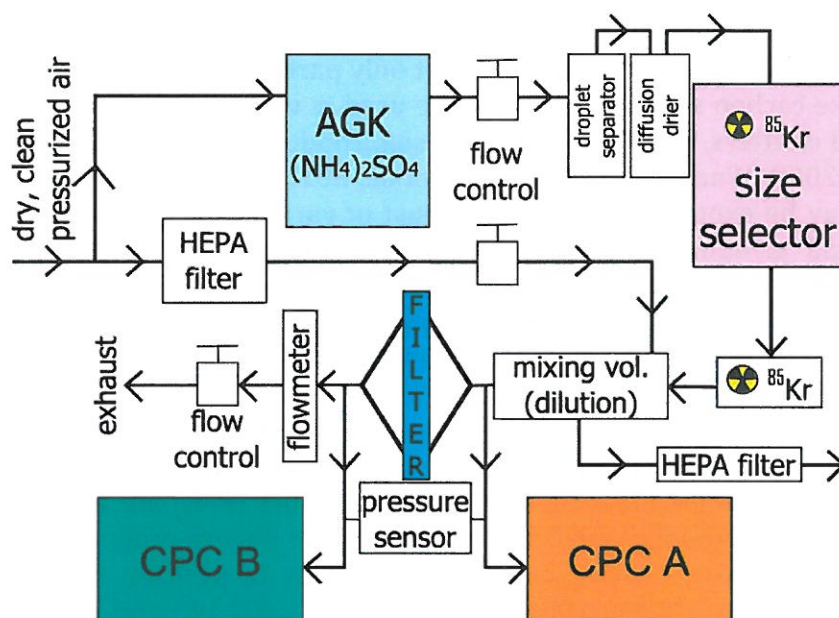 dry, clean
pressurized air
AGK
(NH4)2SO4
flow
control
droplet
separator
diffusion
drier
85Kr
size
selector
HEPA
filter
exhaust
flow
control
flowmeter
FILTER
mixing vol.
(dilution)
85Kr
HEPA filter
pressure
sensor
CPC B
CPC A